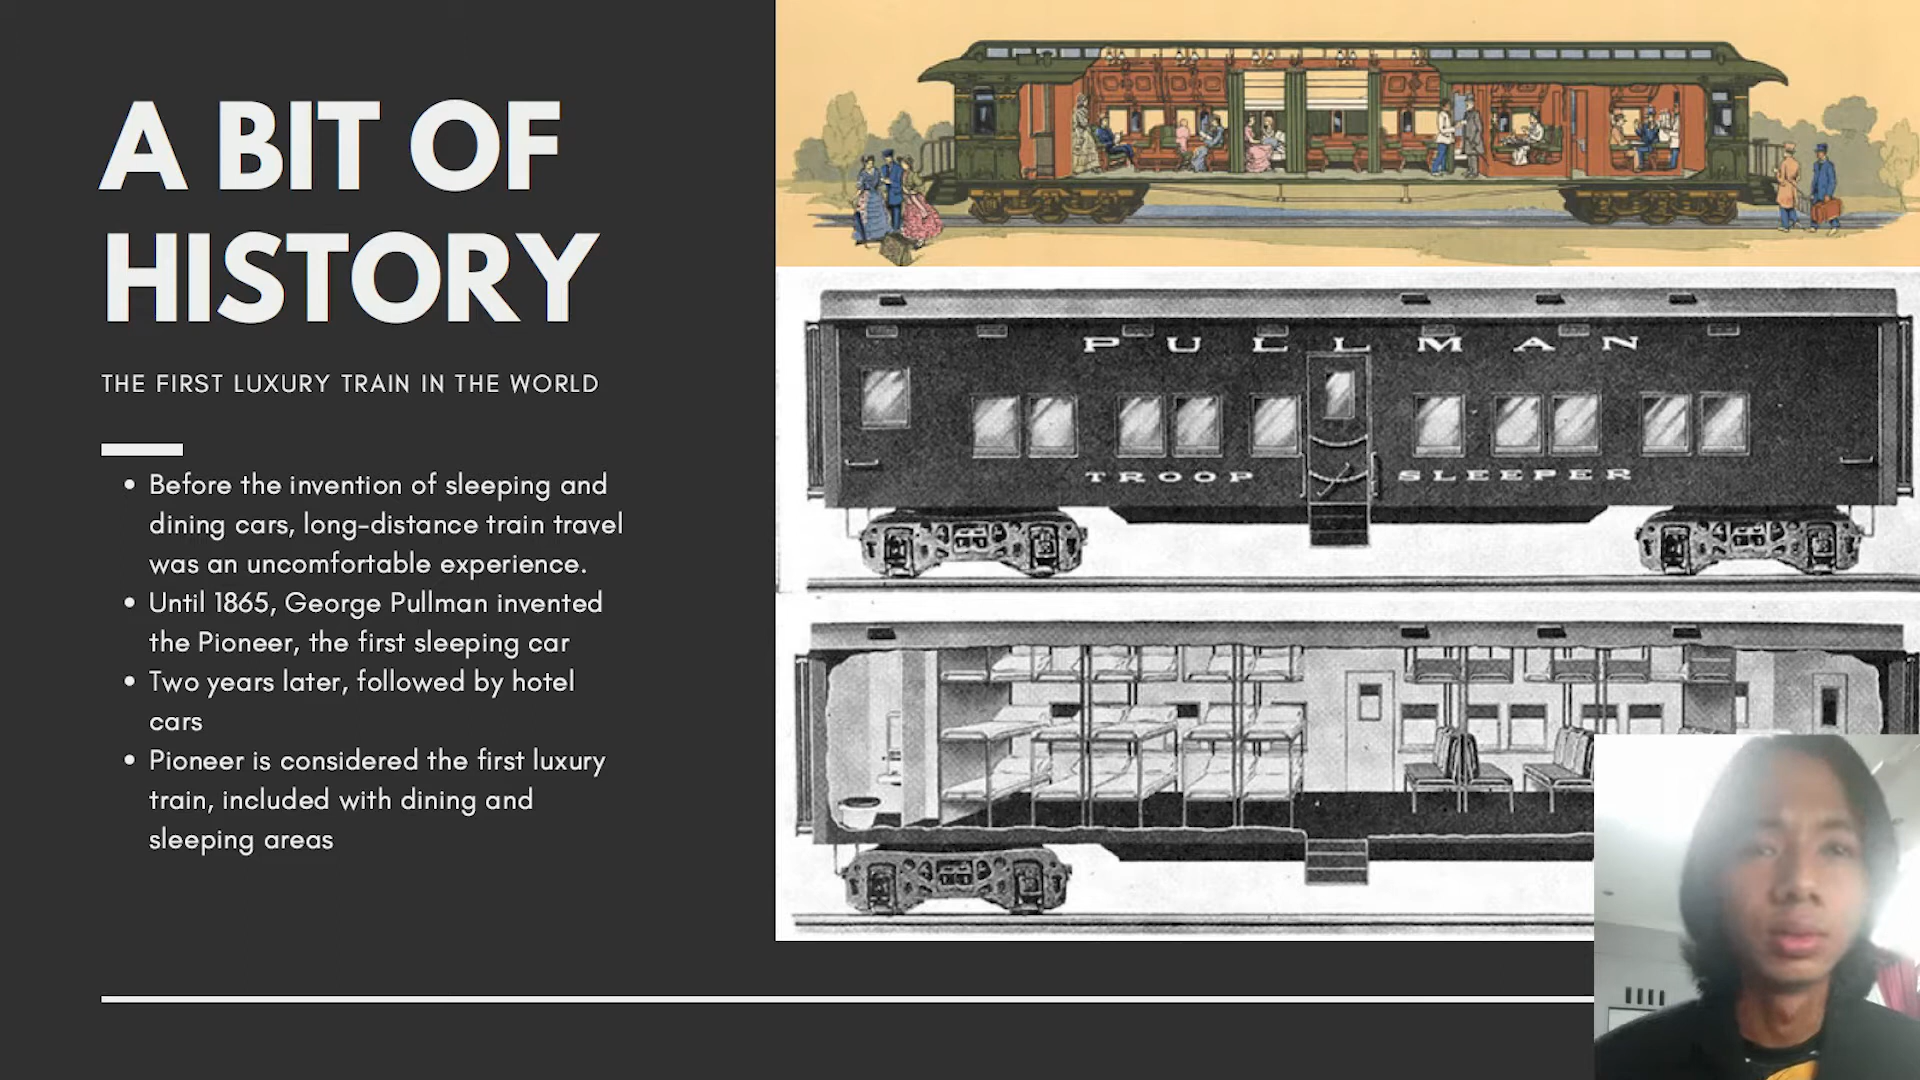 A BIT OF
HISTORY
THE FIRST LUXURY TRAIN IN THE WORLD
• Before the invention of sleeping and
dining cars, long-distance train travel
was an uncomfortable experience.
• Until 1865, George Pullman invented
the Pioneer, the first sleeping car
• Two years later, followed by hotel
cars
• Pioneer is considered the first luxury
train, included with dining and
sleeping areas
PULLMAN
TROOP SLEEPER